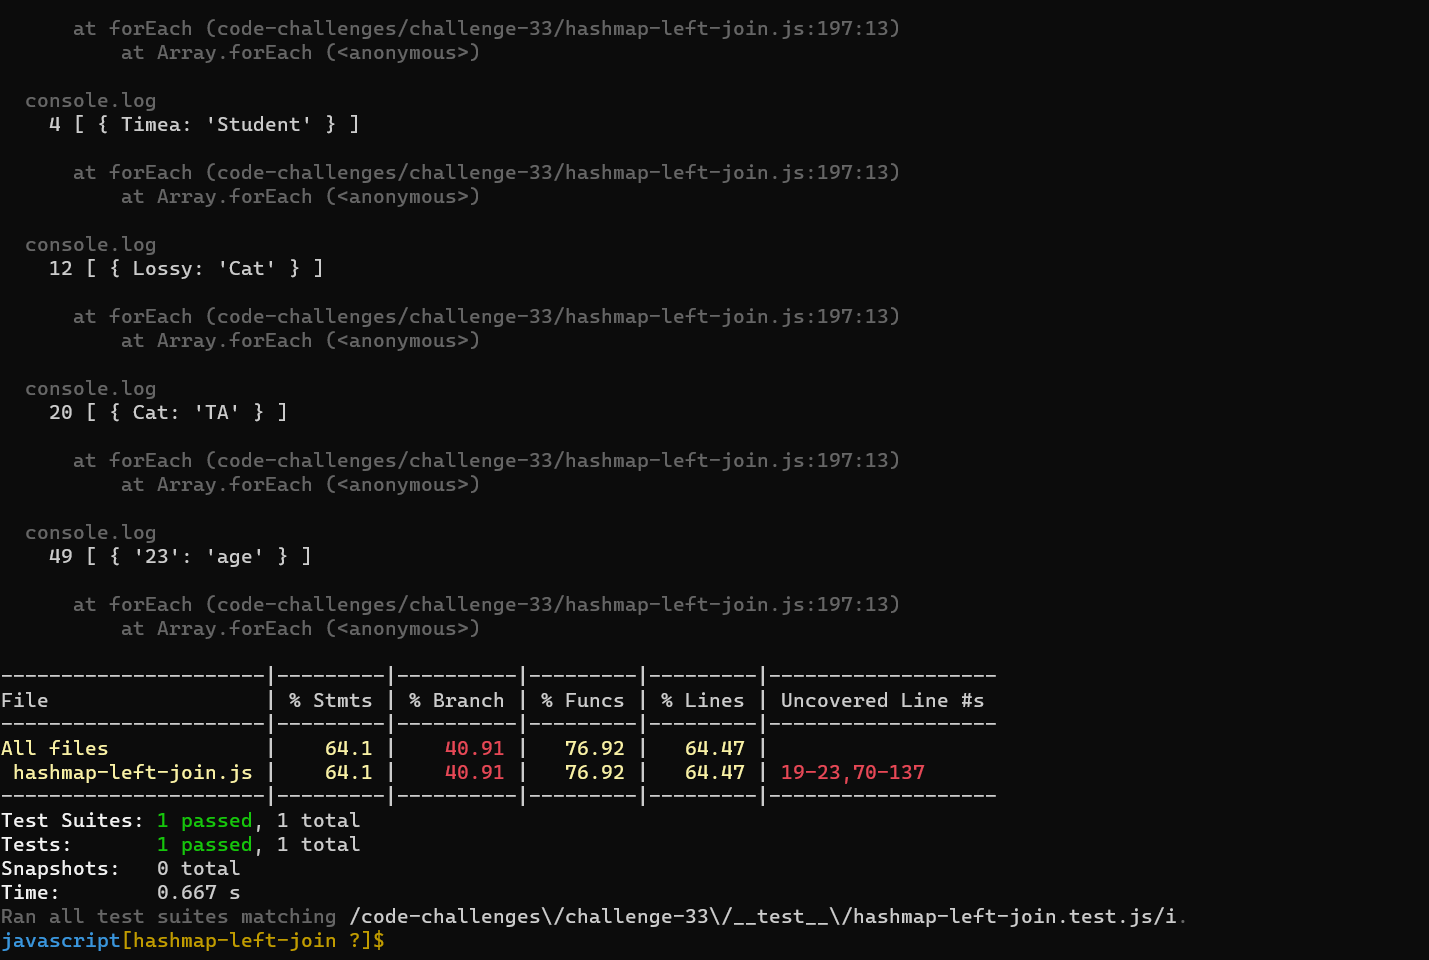 at forEach (code-challenges/challenge-33/hashmap-left-join.js:197:13)
at Array.forEach (<anonymous>)
console.log
4 [ { Timea: 'Student' } ]
at forEach (code-challenges/challenge-33/hashmap-left-join.js:197:13)
at Array.forEach (<anonymous>)
console.log
12 [ { Lossy: 'Cat' } ]
at forEach (code-challenges/challenge-33/hashmap-left-join.js:197:13)
at Array.forEach (<anonymous>)
console.log
20 [ { Cat: 'TA' } ]
at forEach (code-challenges/challenge-33/hashmap-left-join.js:197:13)
at Array.forEach (<anonymous>)
console.log
49 [ { '23': 'age' } ]
at forEach (code-challenges/challenge-33/hashmap-left-join.js:197:13)
at Array.forEach (<anonymous>)
----------------------|---------|----------|---------|---------|-------------------
File                  | % Stmts | % Branch | % Funcs | % Lines | Uncovered Line #s
----------------------|---------|----------|---------|---------|-------------------
All files             |    64.1 |    40.91 |   76.92 |   64.47 |
 hashmap-left-join.js |    64.1 |    40.91 |   76.92 |   64.47 | 19-23,70-137
----------------------|---------|----------|---------|---------|-------------------
Test Suites: 1 passed, 1 total
Tests:       1 passed, 1 total
Snapshots:   0 total
Time:        0.667 s
Ran all test suites matching /code-challenges\/challenge-33\/__test__\/hashmap-left-join.test.js/i.
javascript[hashmap-left-join ?]$